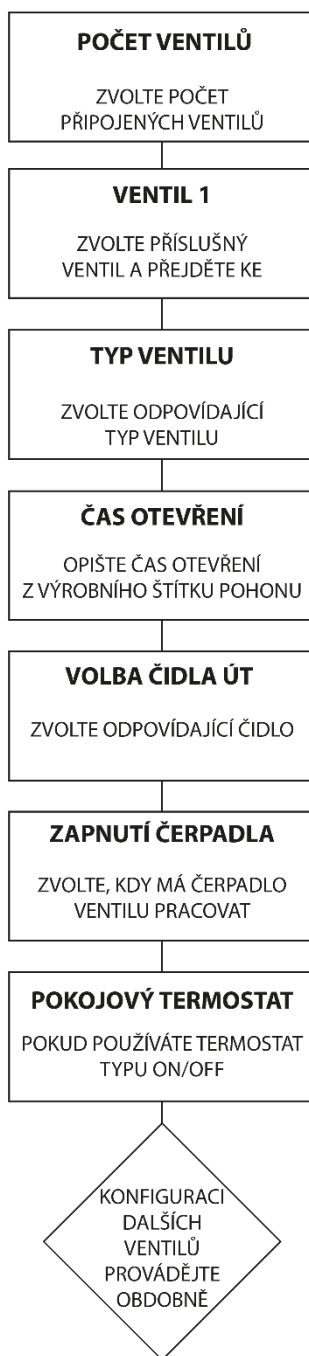 POČET VENTILŮ
ZVOLTE POČET
PŘIPOJENÝCH VENTILŮ
VENTIL 1
ZVOLTE PŘÍSLUŠNÝ
VENTIL A PŘEJDĚTE KE
TYP VENTILU
ZVOLTE ODPOVÍDAJÍCÍ
TYP VENTILU
ČAS OTEVŘENÍ
OPIŠTE ČAS OTEVŘENÍ
Z VÝROBNÍHO ŠTÍTKU POHONU
VOLBA ČIDLA ÚT
ZVOLTE ODPOVÍDAJÍCÍ ČIDLO
ZAPNUTÍ ČERPADLA
ZVOLTE, KDY MÁ ČERPADLO
VENTILU PRACOVAT
POKOJOVÝ TERMOSTAT
POKUD POUŽÍVÁTE TERMOSTAT
TYPU ON/OFF
KONFIGURACI
DALŠÍCH
VENTILŮ
PROVÁDĚJTE
OBDOBNĚ